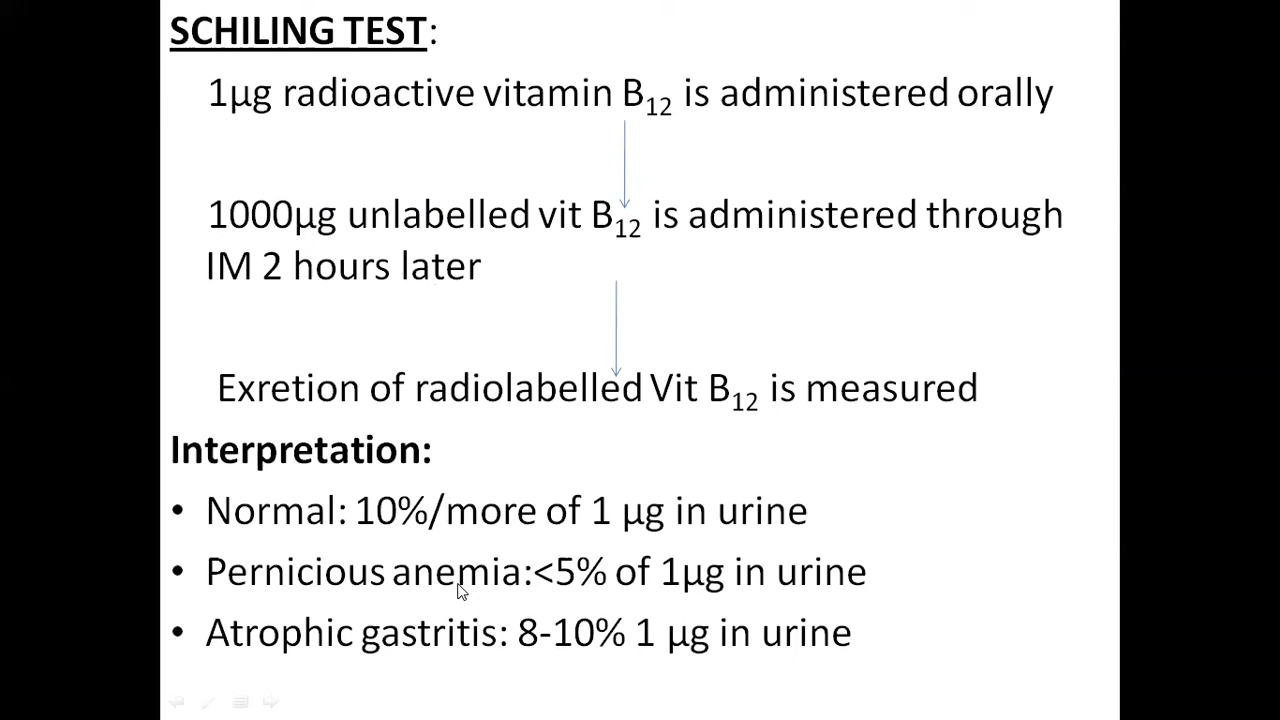 SCHILING TEST:
1µg radioactive vitamin B₁₂ is administered orally
1000µg unlabelled vit B₁₂ is administered through
IM 2 hours later
Exretion of radiolabelled Vit B₁₂ is measured
Interpretation:
• Normal: 10%/more of 1 µg in urine
• Pernicious anemia:<5% of 1µg in urine
• Atrophic gastritis: 8-10% 1 µg in urine